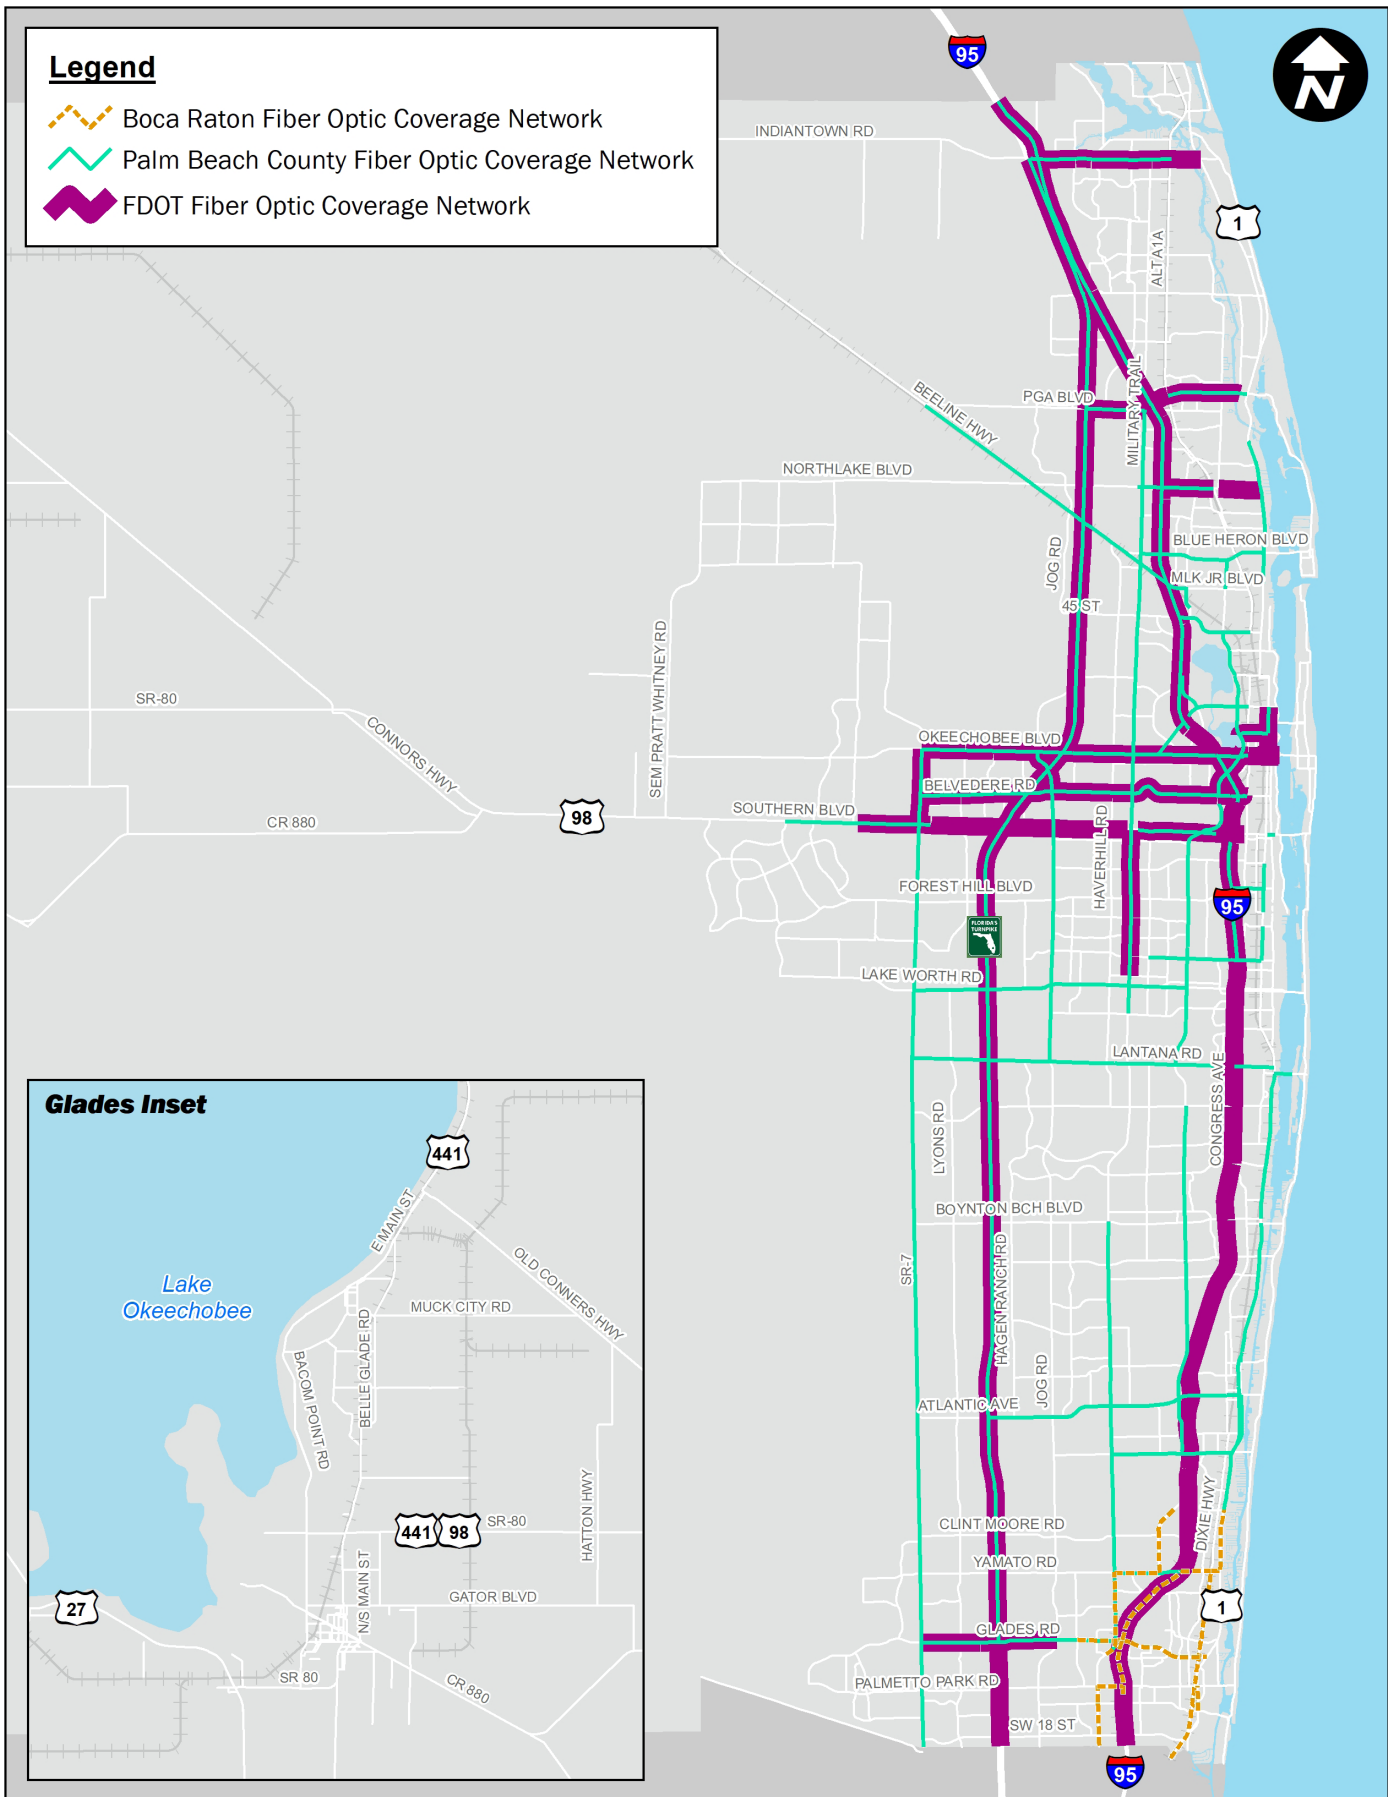 Legend
Boca Raton Fiber Optic Coverage Network
Palm Beach County Fiber Optic Coverage Network
FDOT Fiber Optic Coverage Network
95
N
INDIANTOWN RD
1
ALT A1A
MILITARY TRAIL
PGA BLVD
BEELINE HWY
NORTHLAKE BLVD
BLUE HERON BLVD
JOG RD
MLK JR BLVD
45 ST
SEM PRATT WHITNEY RD
SR-80
CONNORS HWY
OKEECHOBEE BLVD
BELVEDERE RD
SOUTHERN BLVD
98
CR 880
HAVERHILL RD
FOREST HILL BLVD
95
FLORIDA'S
TURNPIKE
LAKE WORTH RD
LANTANA RD
CONGRESS AVE
LYONS RD
BOYNTON BCH BLVD
SR-7
HAGEN RANCH RD
JOG RD
ATLANTIC AVE
DIXIE HWY
CLINT MOORE RD
YAMATO RD
1
GLADES RD
PALMETTO PARK RD
SW 18 ST
95
Glades Inset
441
E MAIN ST
OLD CONNERS HWY
Lake
Okeechobee
MUCK CITY RD
BELLE GLADE RD
BACOM POINT RD
HATTON HWY
441
98
SR-80
N/S MAIN ST
GATOR BLVD
27
SR 80
CR 880